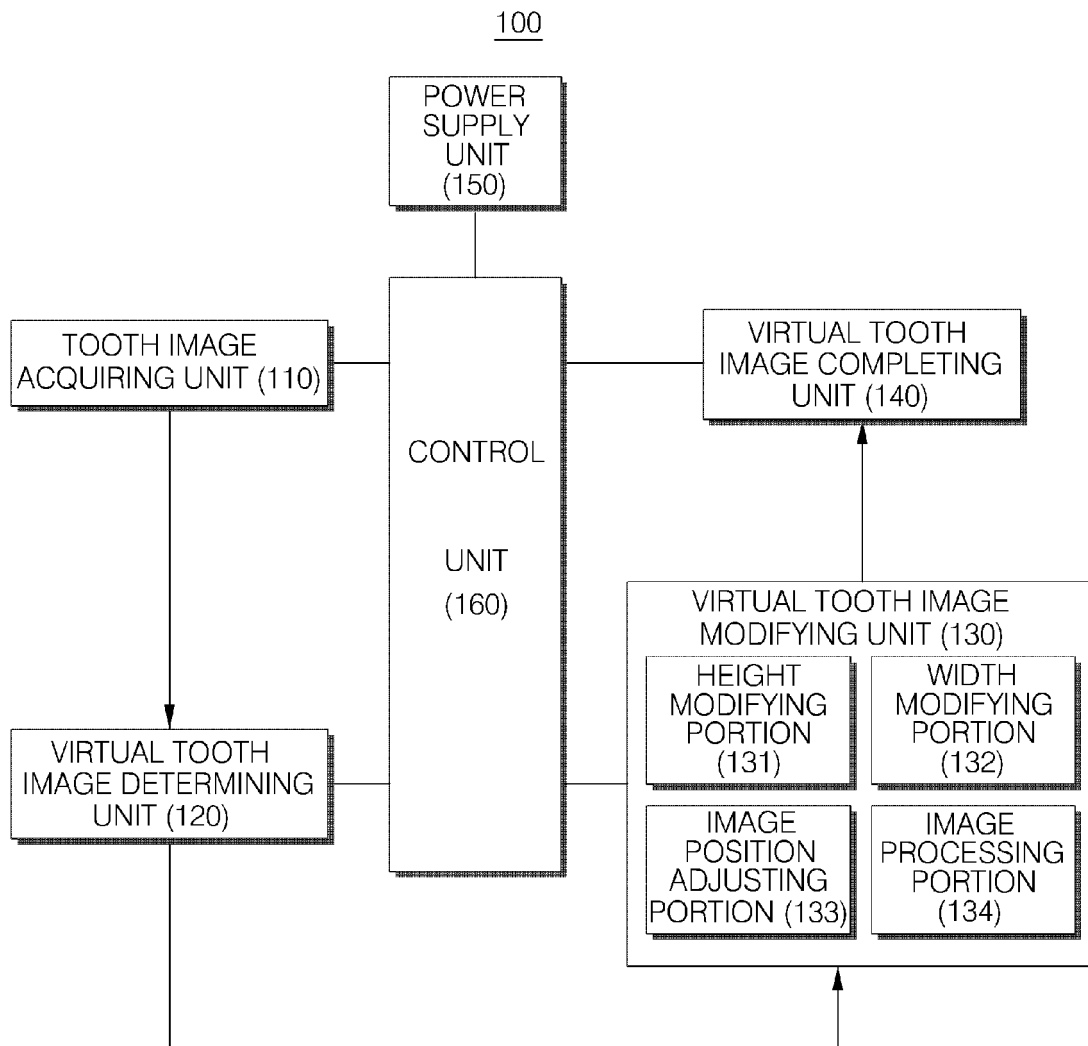 100
POWER
SUPPLY
UNIT
(150)
TOOTH IMAGE
ACQUIRING UNIT (110)
CONTROL
UNIT
(160)
VIRTUAL TOOTH
IMAGE COMPLETING
UNIT (140)
VIRTUAL TOOTH
IMAGE DETERMINING
UNIT (120)
VIRTUAL TOOTH IMAGE
MODIFYING UNIT (130)
HEIGHT
MODIFYING
PORTION
(131)
WIDTH
MODIFYING
PORTION
(132)
IMAGE
POSITION
ADJUSTING
PORTION (133)
IMAGE
PROCESSING
PORTION
(134)